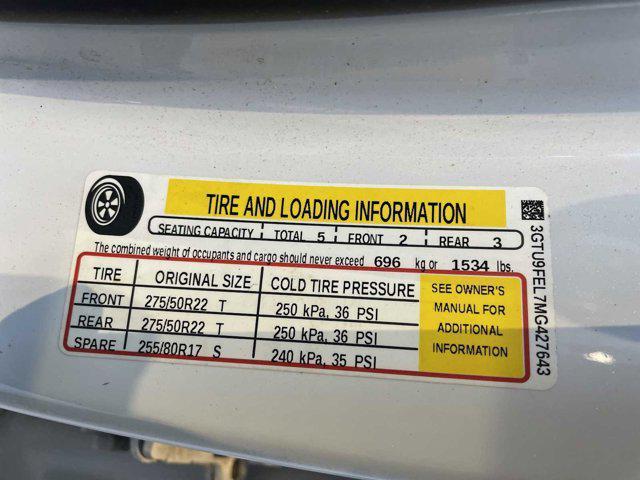 TIRE AND LOADING INFORMATION
SEATING CAPACITY TOTAL 5 FRONT 2 REAR 3
The combined weight of occupants and cargo should never exceed 696 kg or 1534 lbs.
TIRE ORIGINAL SIZE COLD TIRE PRESSURE
FRONT 275/50R22 T 250 kPa, 36 PSI
REAR 275/50R22 T 250 kPa, 36 PSI
SPARE 255/80R17 S 240 kPa, 35 PSI
SEE OWNER'S
MANUAL FOR
ADDITIONAL
INFORMATION
3GTU9FEL7MG427643